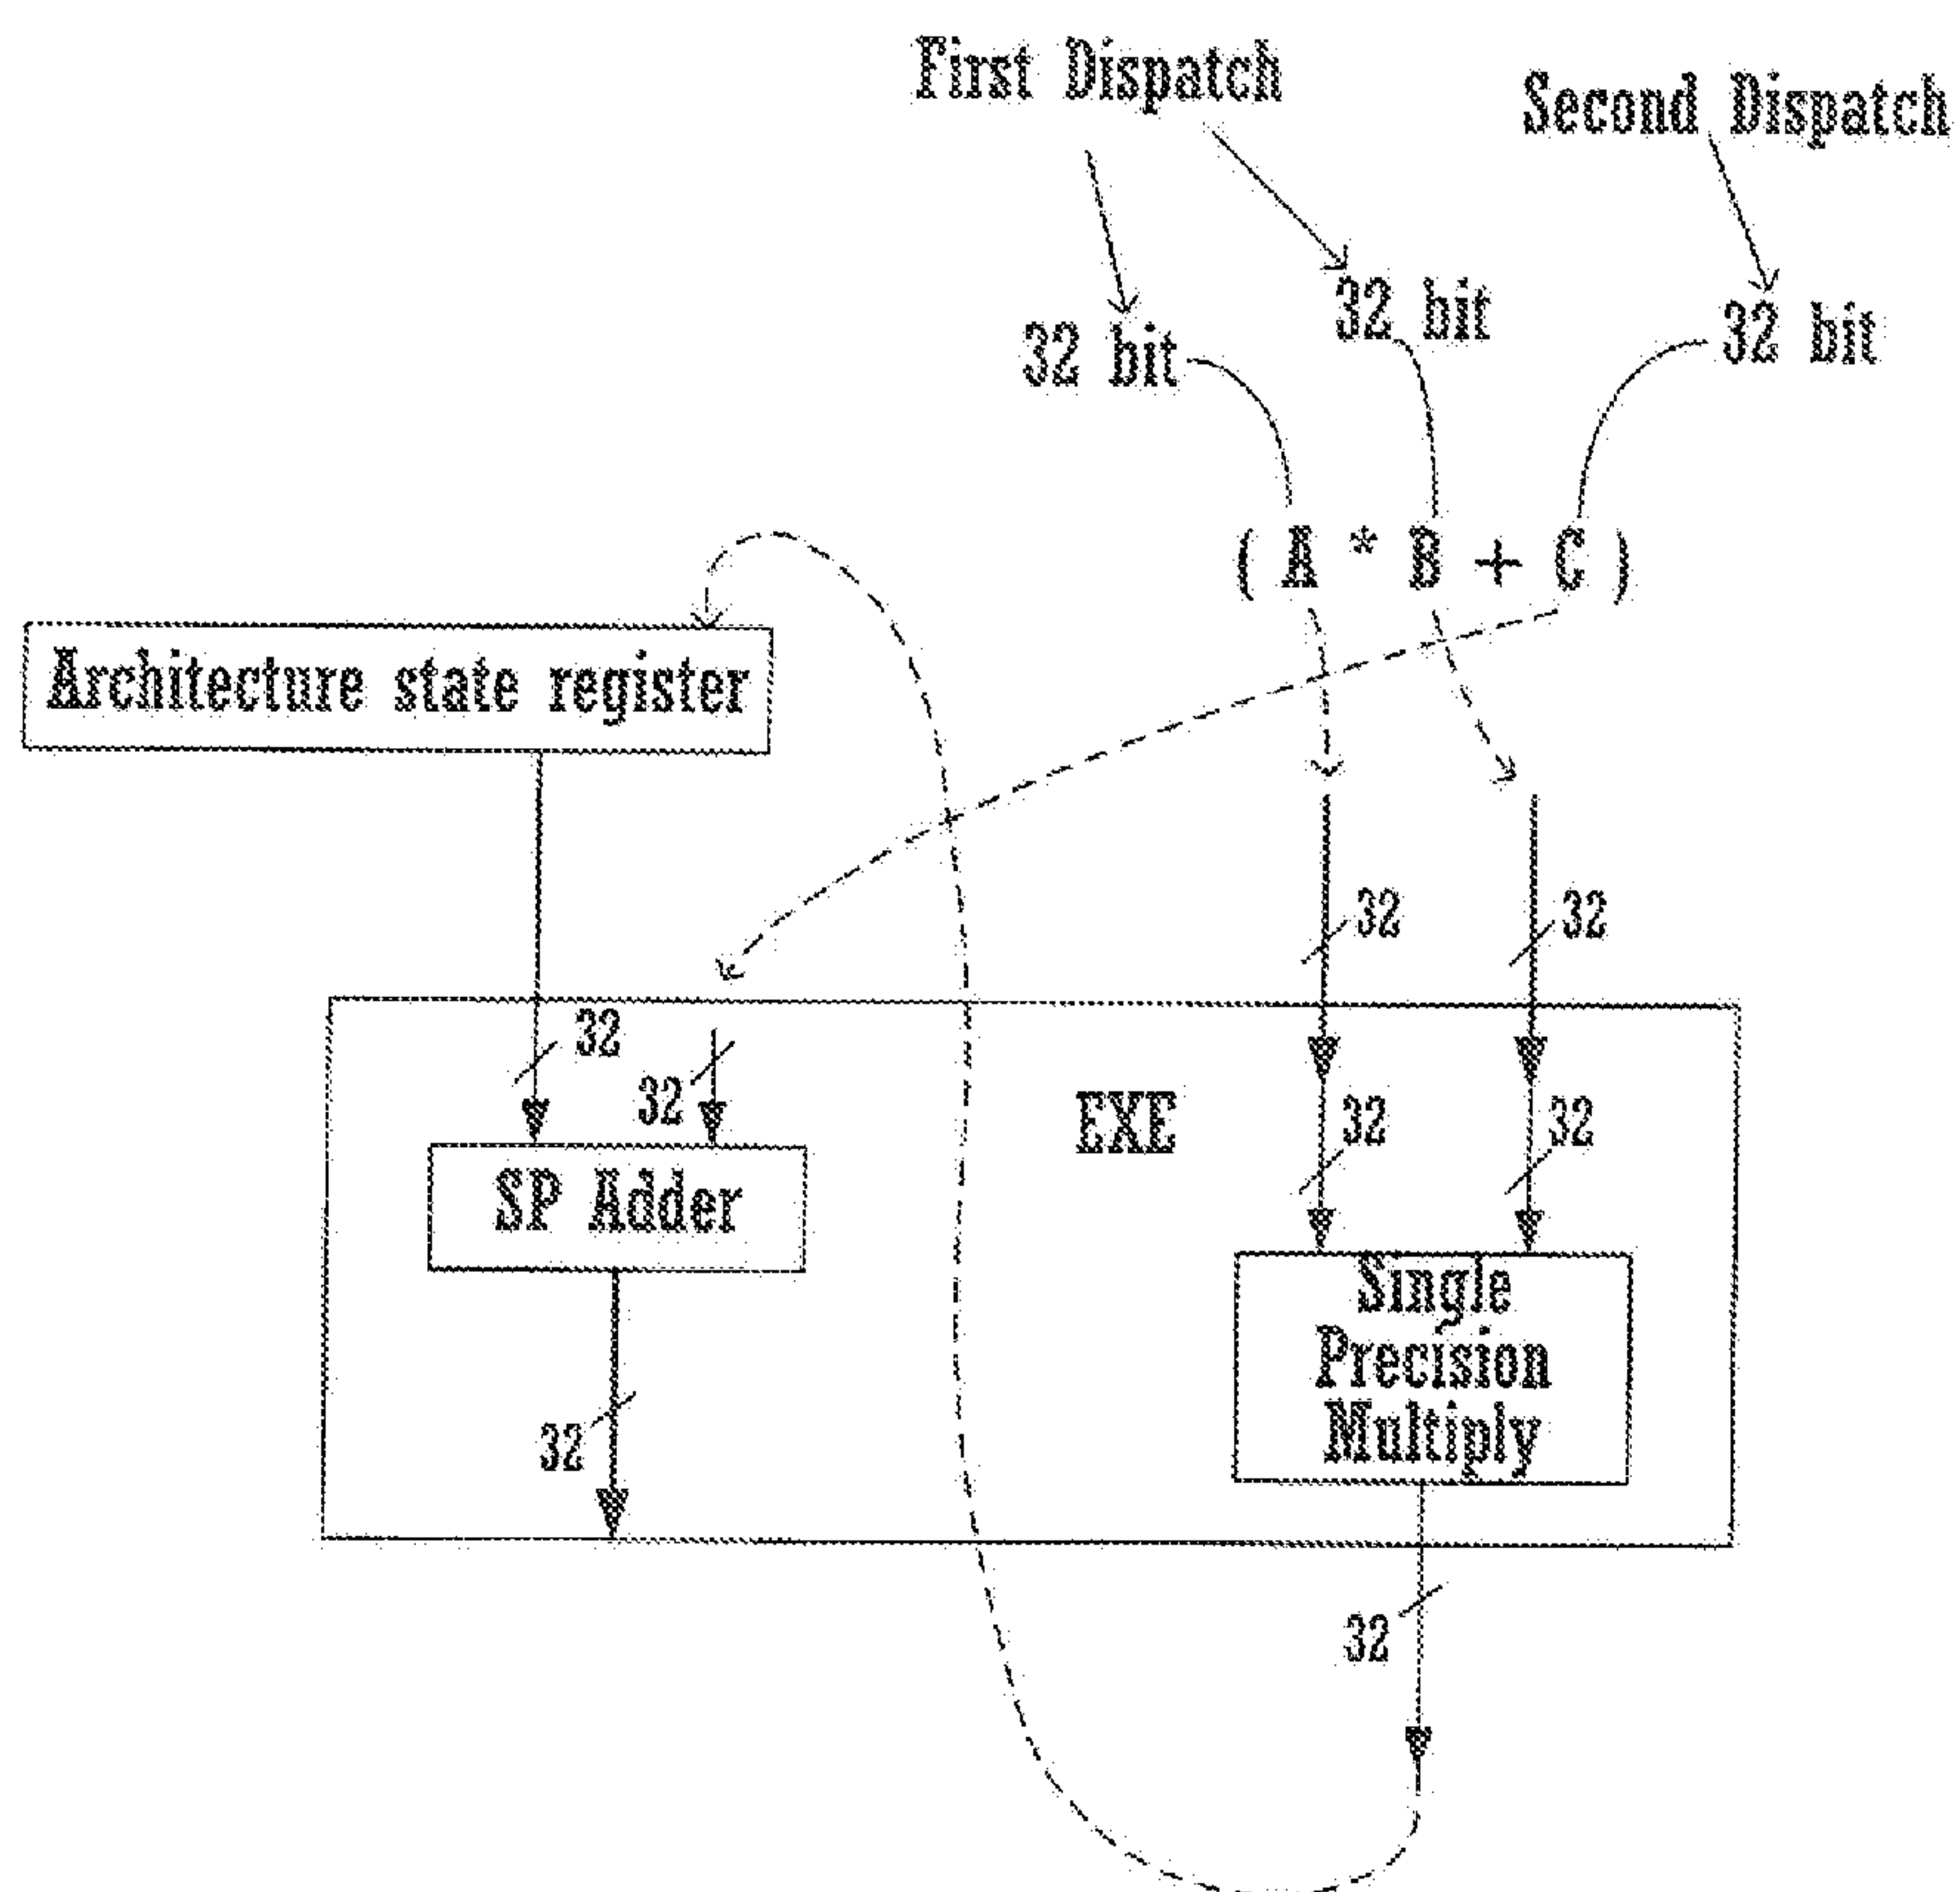 First Dispatch
Second Dispatch
32 bit
32 bit
32 bit
( A * B + C )
Architecture state register
32
32
32
32
EXE
32
32
SP Adder
Single
Precision
Multiply
32
32